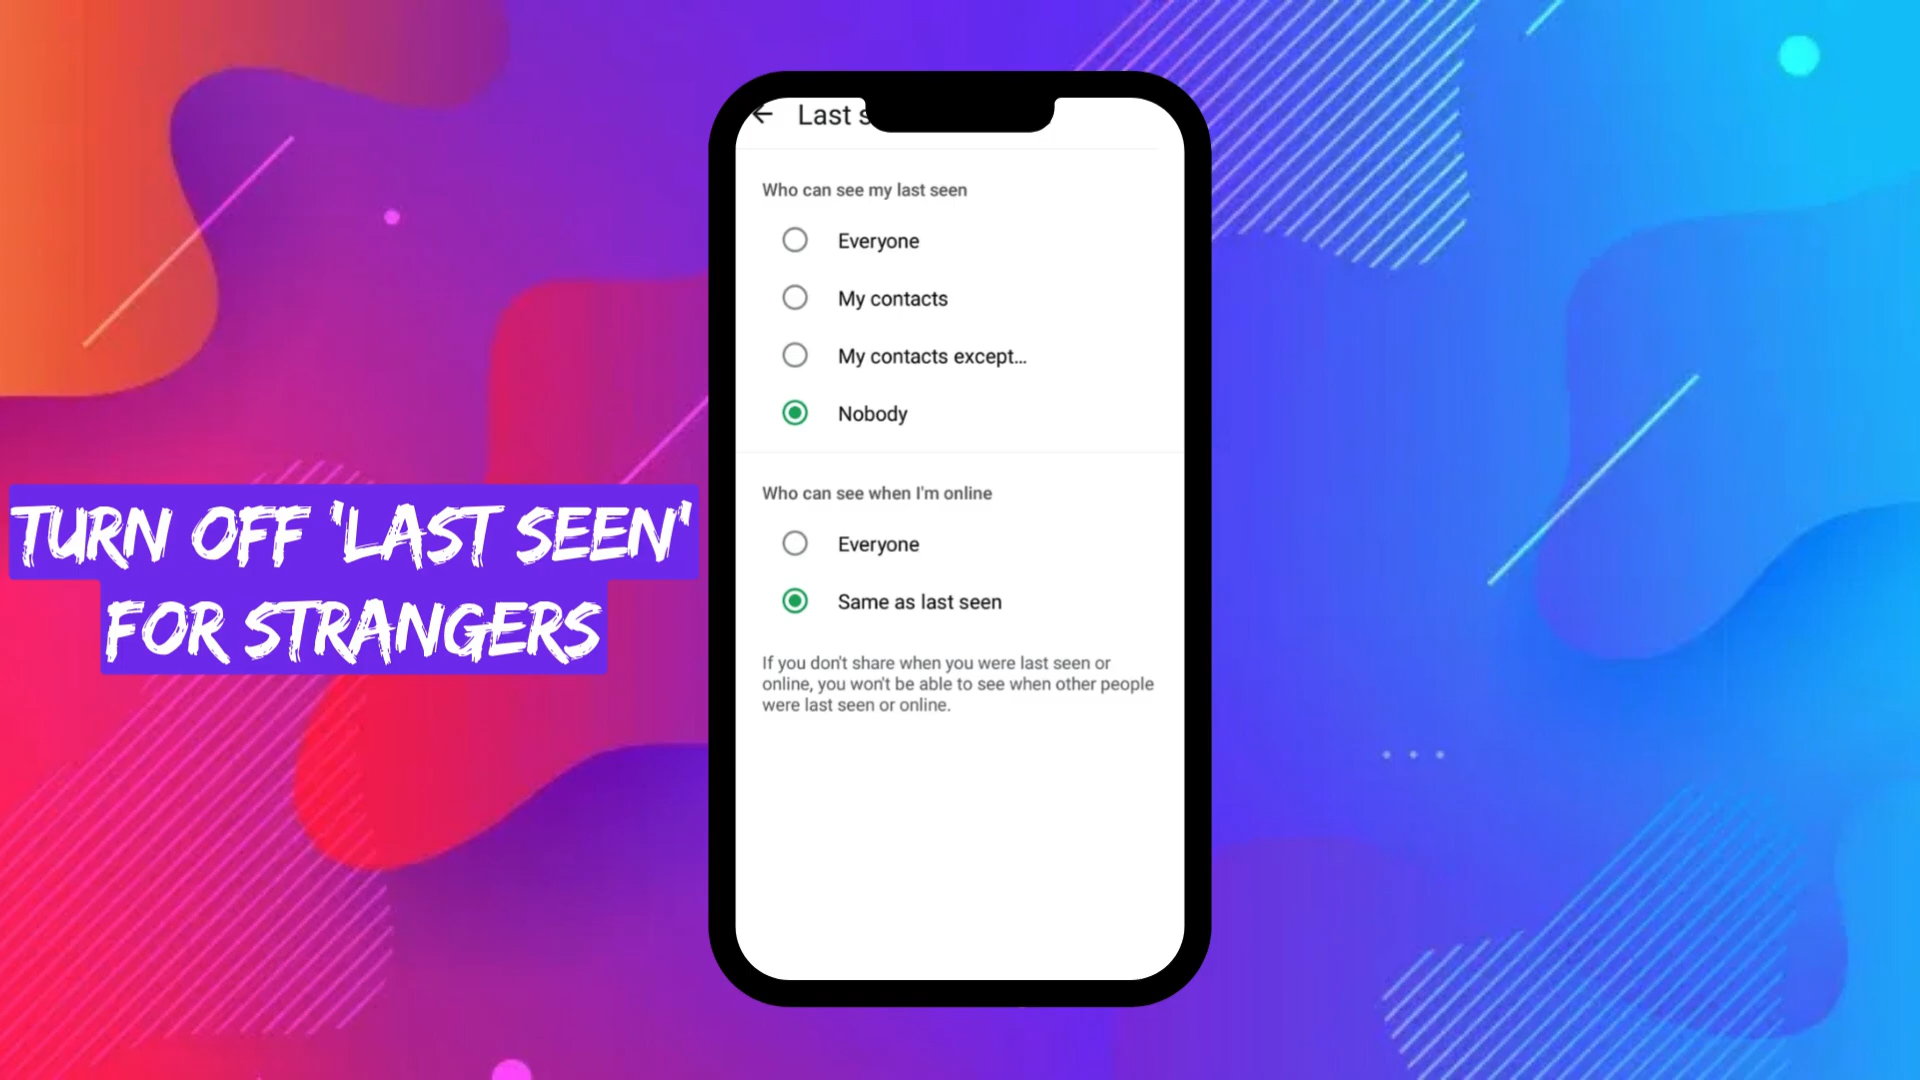 TURN OFF 'LAST SEEN'
FOR STRANGERS
Last
Who can see my last seen
Everyone
My contacts
My contacts except...
Nobody
Who can see when I'm online
Everyone
Same as last seen
If you don't share when you were last seen or
online, you won't be able to see when other people
were last seen or online.